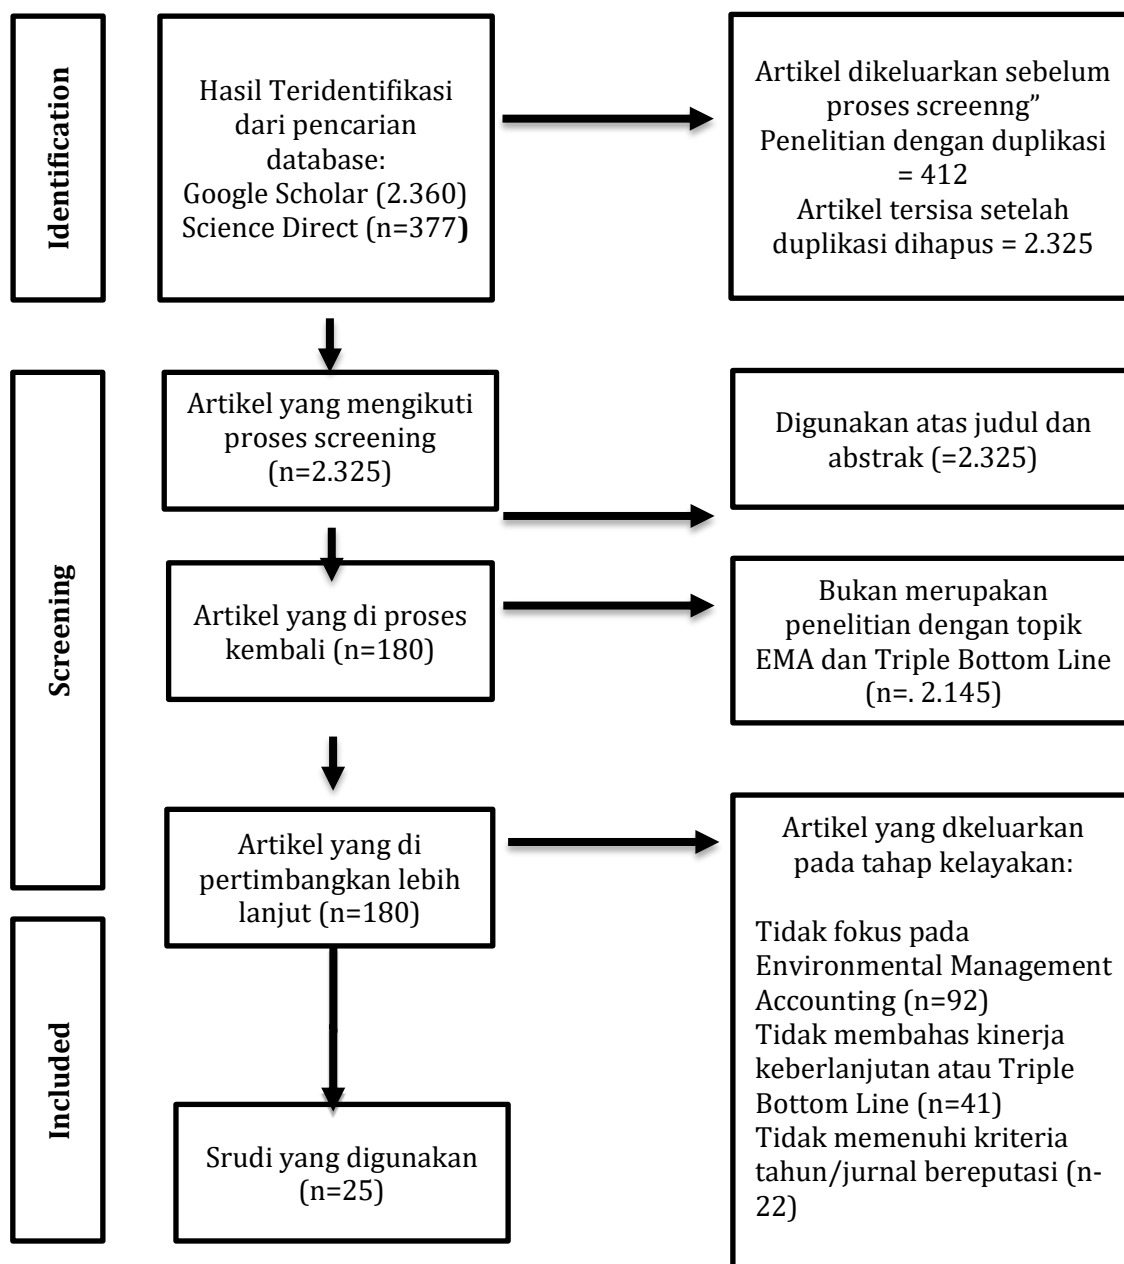 Identification
Hasil Teridentifikasi
dari pencarian
database:
Google Scholar (2.360)
Science Direct (n=377)
Artikel dikeluarkan sebelum
proses screenng”
Penelitian dengan duplikasi
= 412
Artikel tersisa setelah
duplikasi dihapus = 2.325
Screening
Artikel yang mengikuti
proses screening
(n=2.325)
Digunakan atas judul dan
abstrak (=2.325)
Artikel yang di proses
kembali (n=180)
Bukan merupakan
penelitian dengan topik
EMA dan Triple Bottom Line
(n=. 2.145)
Artikel yang di
pertimbangkan lebih
lanjut (n=180)
Artikel yang dkeluarkan
pada tahap kelayakan:
Tidak fokus pada
Environmental Management
Accounting (n=92)
Tidak membahas kinerja
keberlanjutan atau Triple
Bottom Line (n=41)
Tidak memenuhi kriteria
tahun/jurnal bereputasi (n-
22)
Included
Srudi yang digunakan
(n=25)